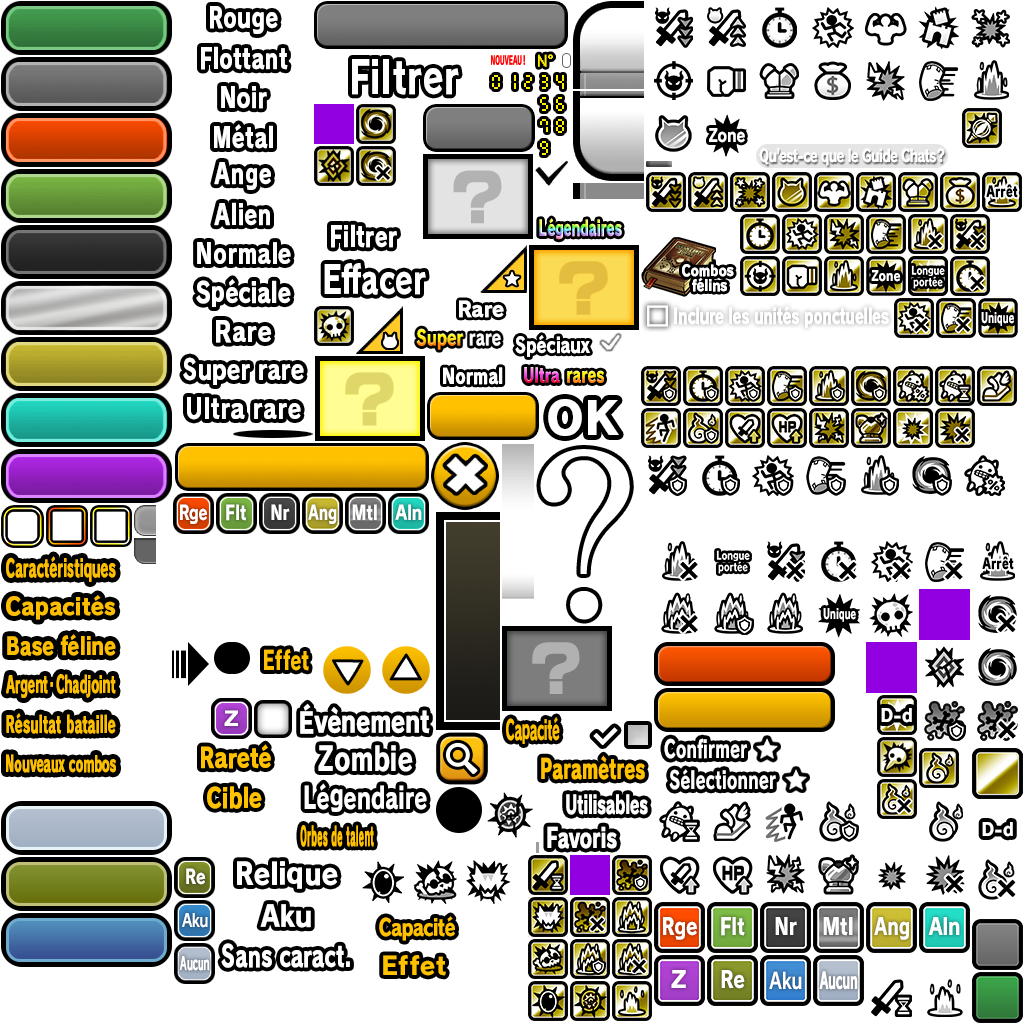 Rouge
Flottant
Noir
Métal
Ange
Alien
Normale
Spéciale
Rare
Super rare
Ultra rare
Filtrer
NOUVEAU!
N°
0 1 2 3 4
5 6
7 8
9
Zone
Qu'est-ce que le Guide Chats?
Arrêt
Légendaires
Filtrer
Effacer
Rare
Super rare
Spéciaux
Normal
Ultra rares
OK
Combos
félins
Zone
Longue
portée
Inclure les unités ponctuelles
Unique
HP
Rge
Flt
Nr
Ang
Mtl
Aln
Caractéristiques
Capacités
Base féline
Argent·Chadjoint
Résultat bataille
Nouveaux combos
Longue
portée
Arrêt
Unique
Effet
Z
Évènement
Rareté
Zombie
Cible
Légendaire
Orbes de talent
Capacité
Paramètres
Utilisables
Favoris
D-d
Confirmer
Sélectionner
D-d
HP
Re
Aku
Aucun
Relique
Aku
Sans caract.
Capacité
Effet
Rge
Flt
Nr
Mtl
Ang
Aln
Z
Re
Aku
Aucun